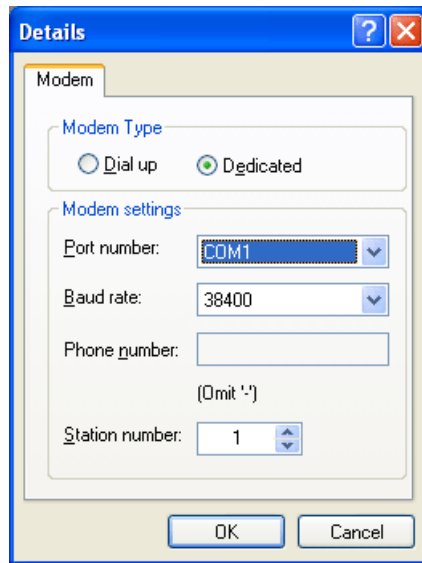 Details
Modem
Modem Type
Dial up Dedicated
Modem settings
Port number: COM1
Baud rate: 38400
Phone number:
(Omit '-')
Station number: 1
OK Cancel